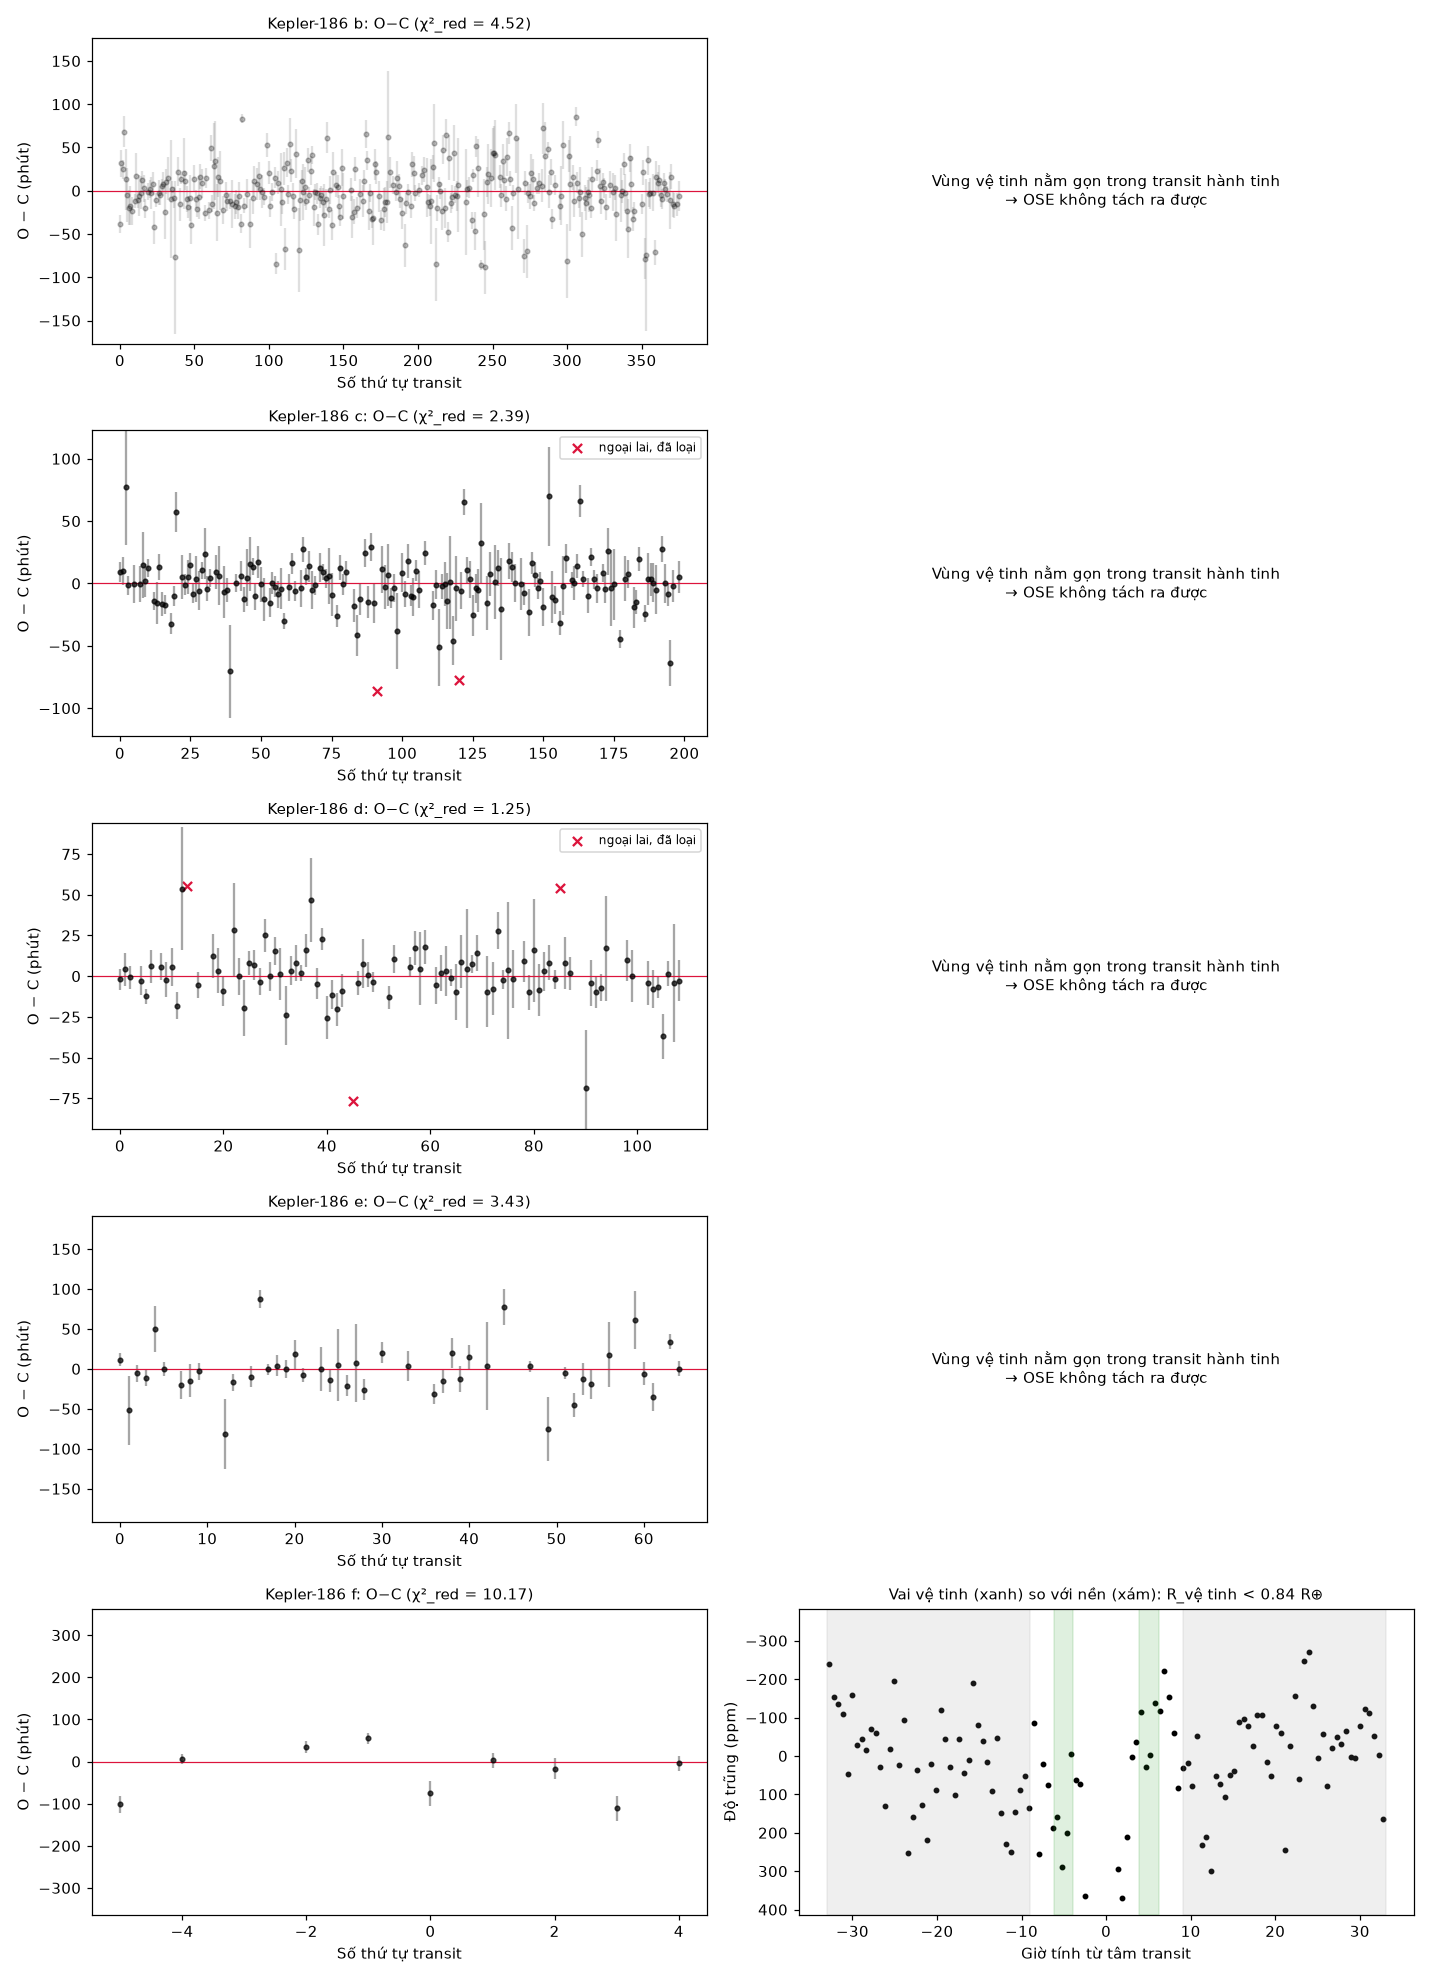 Kepler-186 b: O−C (χ²_red = 4.52)
150
100
50
0
−50
−100
−150
O − C (phút)
0 50 100 150 200 250 300 350
Số thứ tự transit
Vùng vệ tinh nằm gọn trong transit hành tinh
→ OSE không tách ra được
Kepler-186 c: O−C (χ²_red = 2.39)
ngoại lai, đã loại
100
50
0
−50
−100
O − C (phút)
0 25 50 75 100 125 150 175 200
Số thứ tự transit
Vùng vệ tinh nằm gọn trong transit hành tinh
→ OSE không tách ra được
Kepler-186 d: O−C (χ²_red = 1.25)
ngoại lai, đã loại
75
50
25
0
−25
−50
−75
O − C (phút)
0 20 40 60 80 100
Số thứ tự transit
Vùng vệ tinh nằm gọn trong transit hành tinh
→ OSE không tách ra được
Kepler-186 e: O−C (χ²_red = 3.43)
150
100
50
0
−50
−100
−150
O − C (phút)
0 10 20 30 40 50 60
Số thứ tự transit
Vùng vệ tinh nằm gọn trong transit hành tinh
→ OSE không tách ra được
Kepler-186 f: O−C (χ²_red = 10.17)
300
200
100
0
−100
−200
−300
O − C (phút)
−4 −2 0 2 4
Số thứ tự transit
Vai vệ tinh (xanh) so với nền (xám): R_vệ tinh < 0.84 R⊕
−300
−200
−100
0
100
200
300
400
Độ trũng (ppm)
−30 −20 −10 0 10 20 30
Giờ tính từ tâm transit